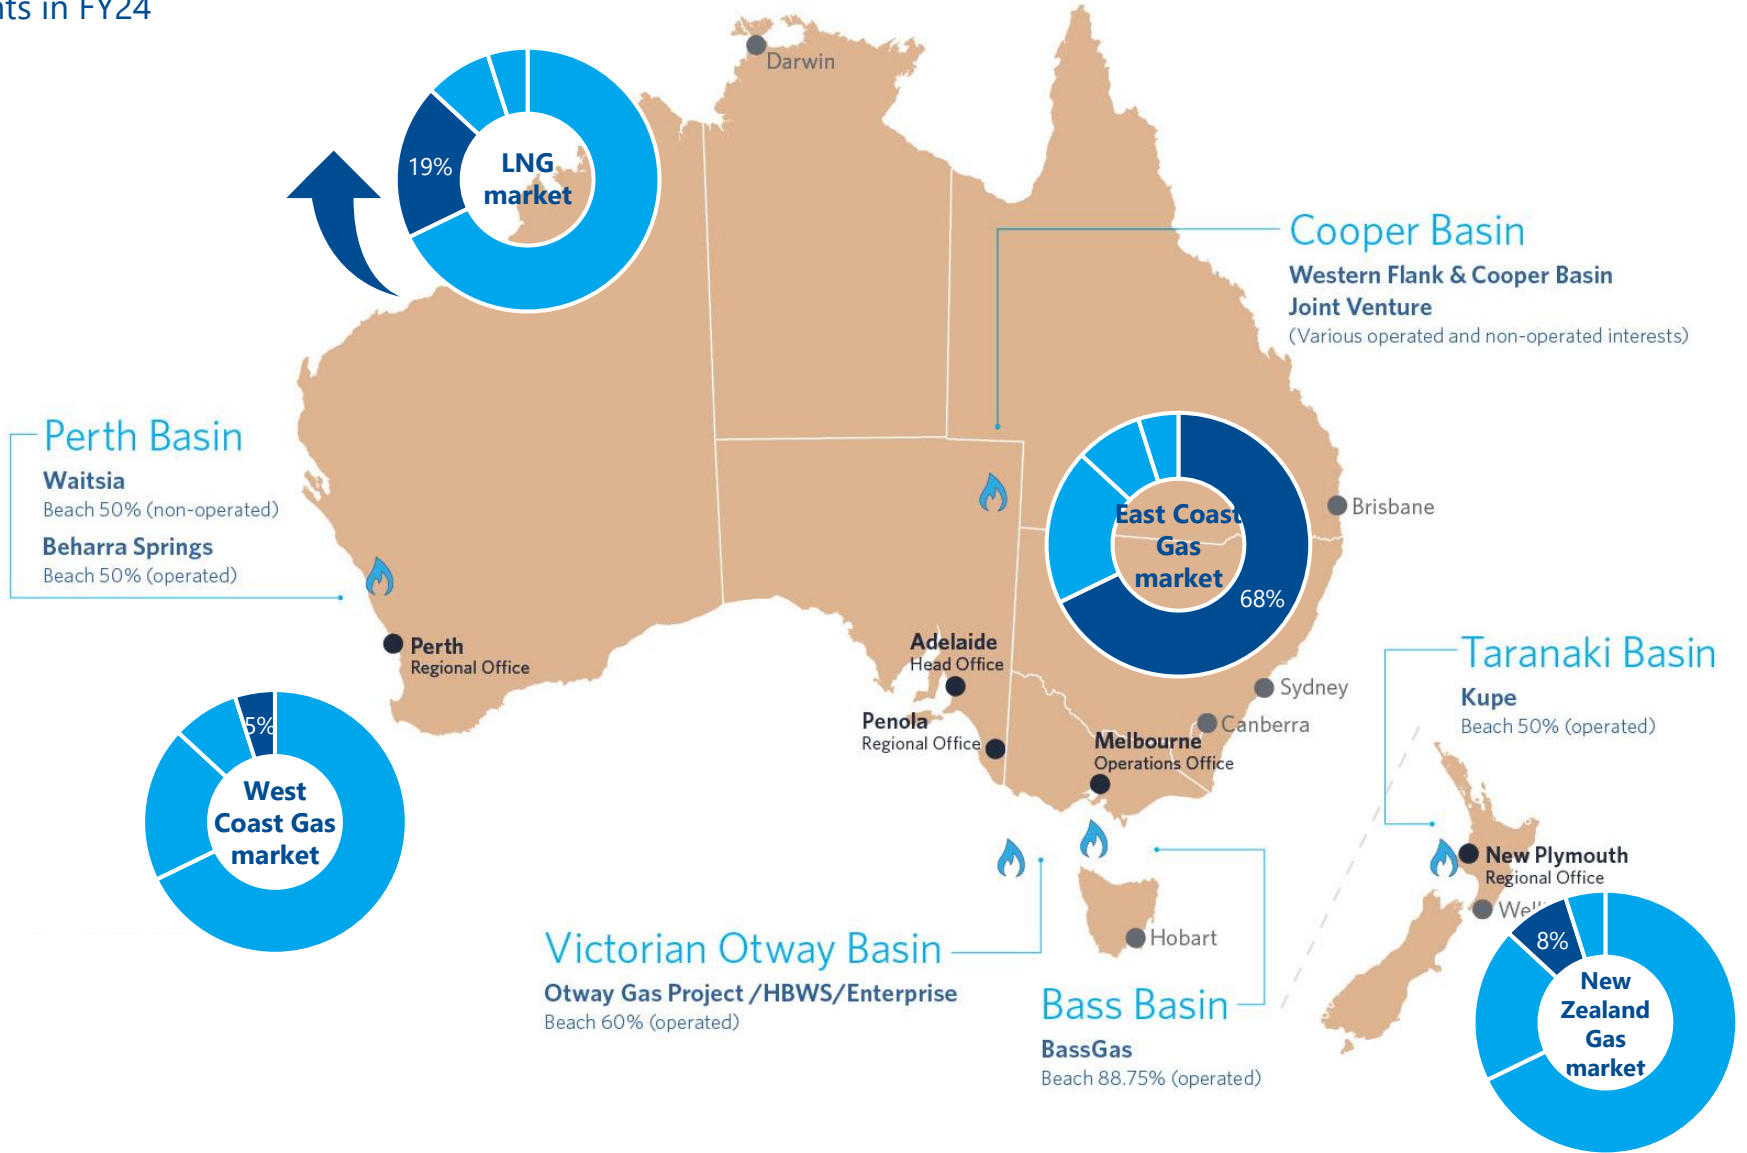 in FY24
Darwin
19%
LNG
market
Cooper Basin
Western Flank & Cooper Basin
Joint Venture
(Various operated and non-operated interests)
Perth Basin
Waitsia
Beach 50% (non-operated)
Beharra Springs
Beach 50% (operated)
East Coast
Gas
market
68%
Brisbane
Perth
Regional Office
Adelaide
Head Office
Penola
Regional Office
Sydney
Canberra
Melbourne
Operations Office
Taranaki Basin
Kupe
Beach 50% (operated)
5%
West
Coast Gas
market
New Plymouth
Regional Office
Hobart
Victorian Otway Basin
Otway Gas Project /HBWS/Enterprise
Beach 60% (operated)
Bass Basin
BassGas
Beach 88.75% (operated)
8%
New
Zealand
Gas
market